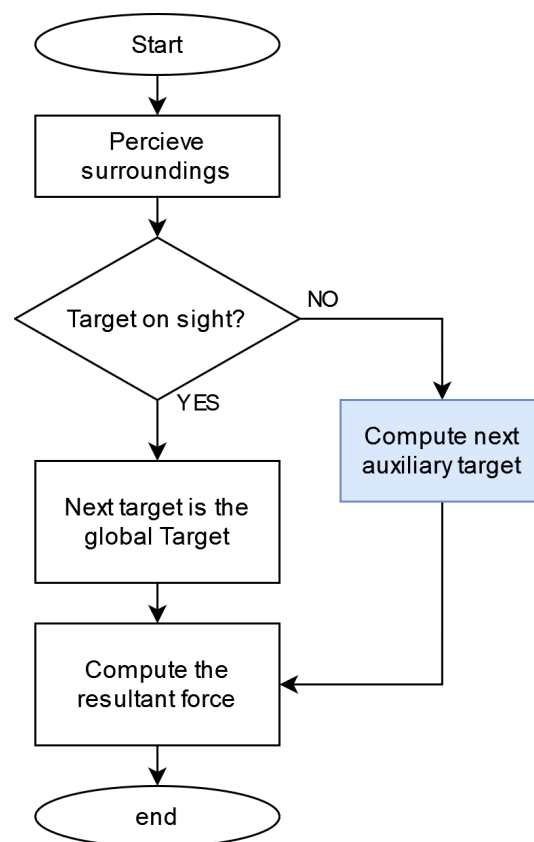 Start
Percieve
surroundings
Target on sight?
NO
YES
Compute next
auxiliary target
Next target is the
global Target
Compute the
resultant force
end